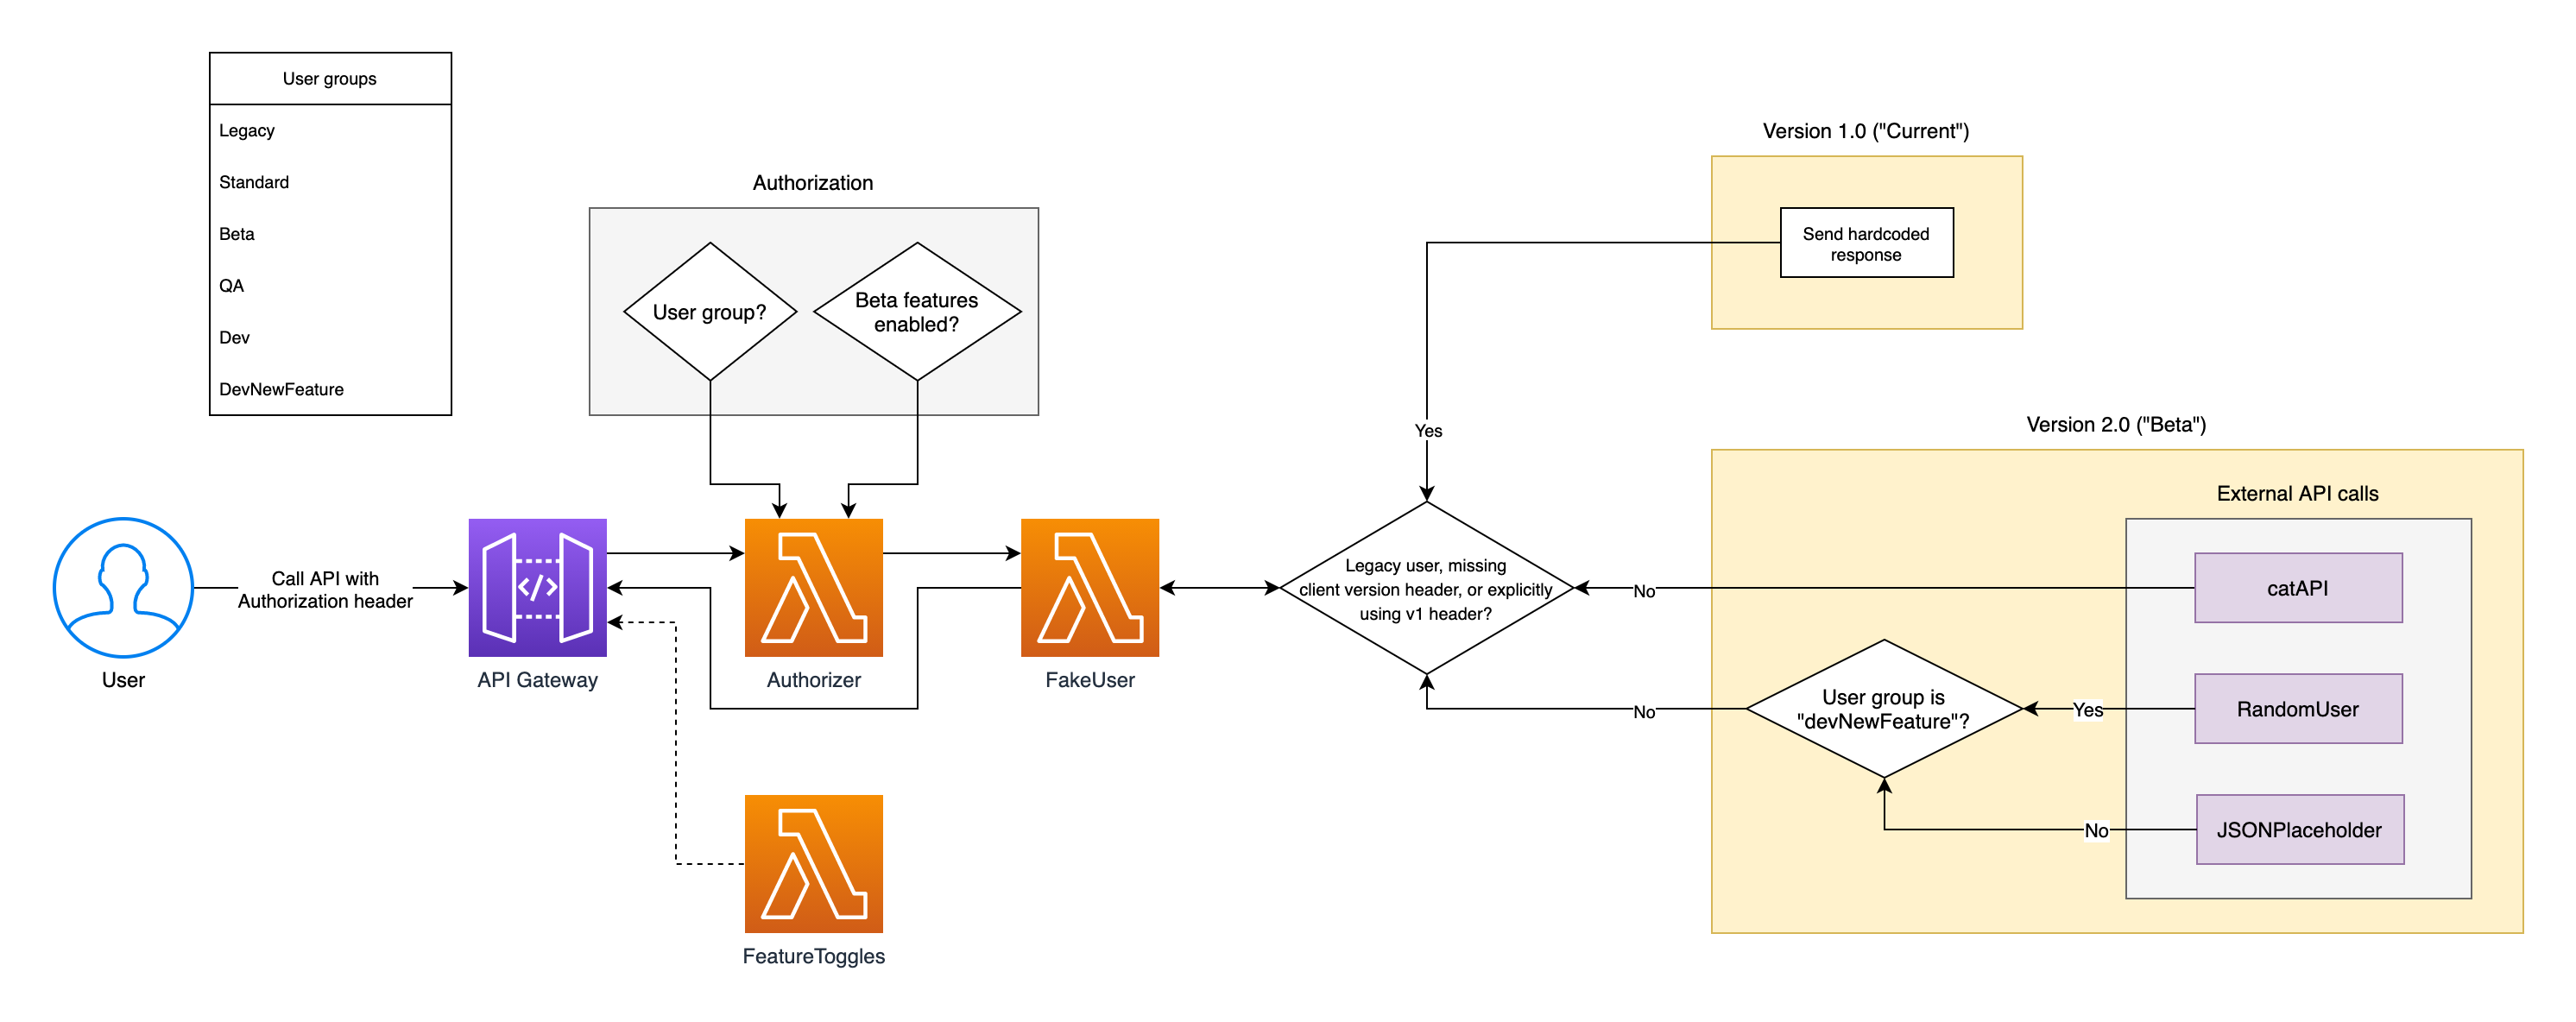 User groups
Legacy
Standard
Beta
QA
Dev
DevNewFeature
Authorization
User group?
Beta features
enabled?
Version 1.0 ("Current")
Send hardcoded
response
Yes
Version 2.0 ("Beta")
External API calls
User
Call API with
Authorization header
API Gateway
Authorizer
FakeUser
Legacy user, missing
client version header, or explicitly
using v1 header?
No
catAPI
No
User group is
"devNewFeature"?
Yes
RandomUser
No
JSONPlaceholder
FeatureToggles